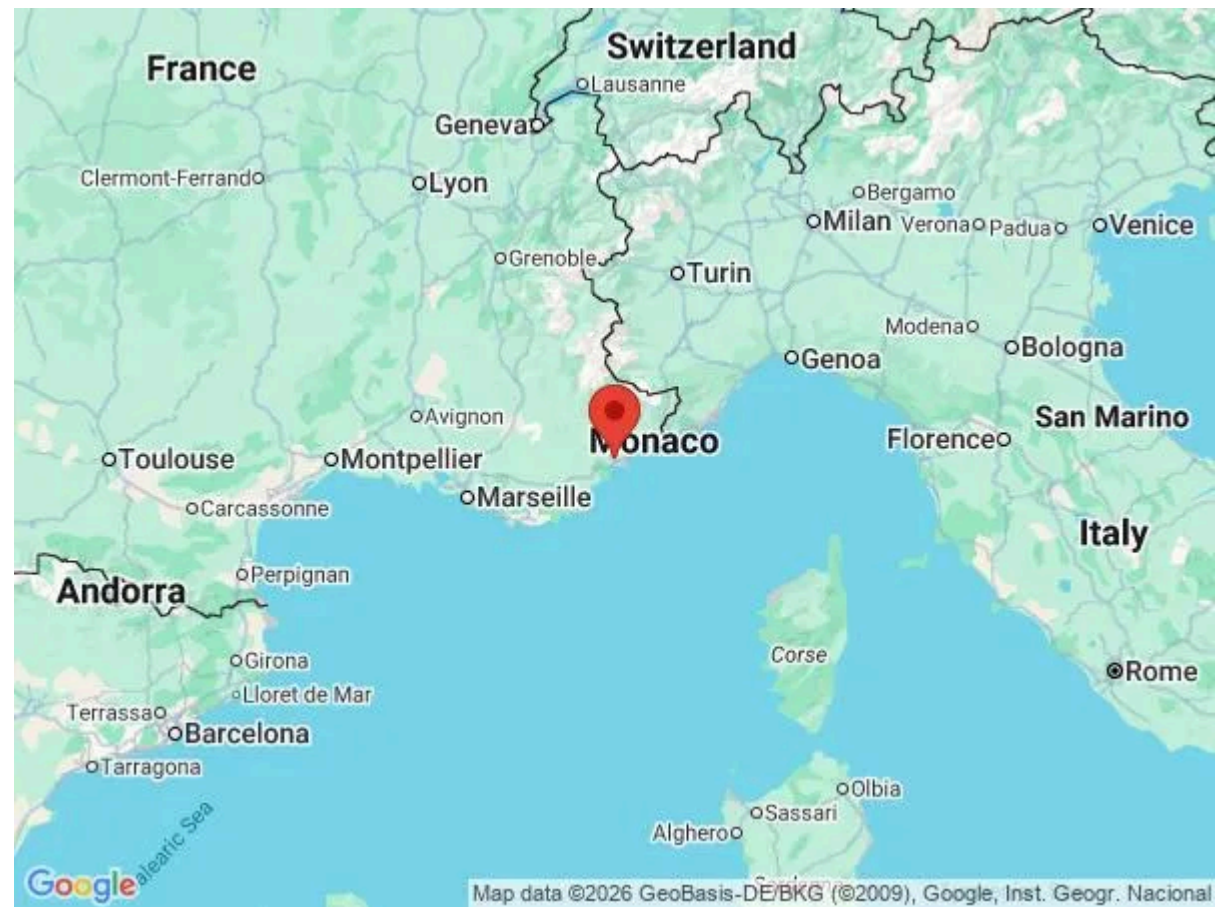 Switzerland
France
Lausanne
Geneva
Clermont-Ferrand
Lyon
Bergamo
Milan
Verona
Padua
Venice
Grenoble
Turin
Modena
Bologna
Genoa
Avignon
San Marino
Monaco
Florence
Toulouse
Montpellier
Marseille
Carcassonne
Italy
Perpignan
Andorra
Corse
Girona
Rome
Lloret de Mar
Terrassa
Barcelona
Tarragona
Olbia
Sassari
Alghero
alearic Sea
Google
Map data ©2026 GeoBasis-DE/BKG (©2009), Google, Inst. Geogr. Nacional